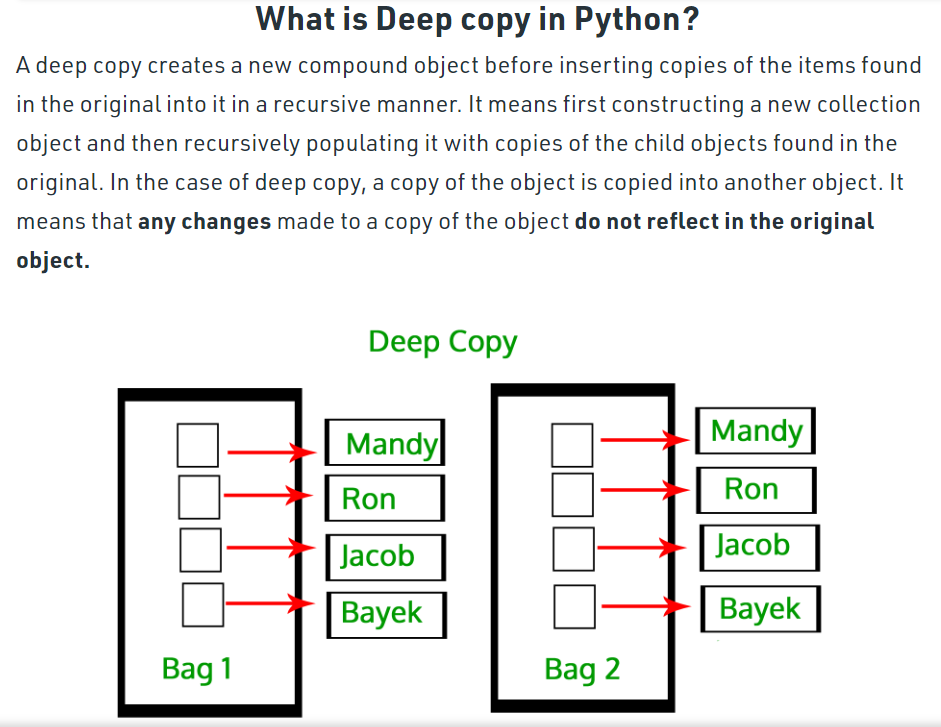 What is Deep copy in Python?
A deep copy creates a new compound object before inserting copies of the items found
in the original into it in a recursive manner. It means first constructing a new collection
object and then recursively populating it with copies of the child objects found in the
original. In the case of deep copy, a copy of the object is copied into another object. It
means that any changes made to a copy of the object do not reflect in the original
object.
Deep Copy
Mandy
Ron
Jacob
Bayek
Bag 1
Mandy
Ron
Jacob
Bayek
Bag 2